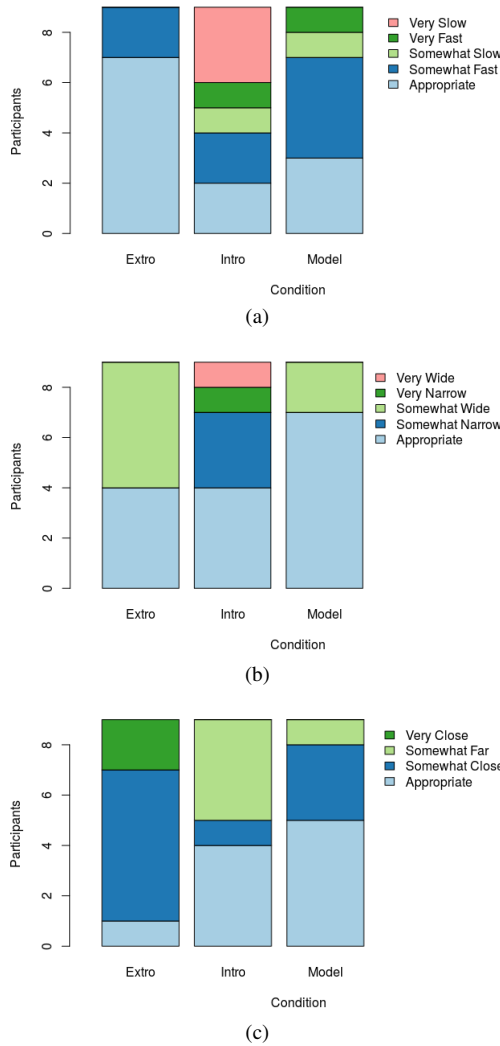 Very Slow
Very Fast
Somewhat Slow
Somewhat Fast
Appropriate
Participants
0 2 4 6 8
Extro Intro Model
Condition
(a)
Very Wide
Very Narrow
Somewhat Wide
Somewhat Narrow
Appropriate
Participants
0 2 4 6 8
Extro Intro Model
Condition
(b)
Very Close
Somewhat Far
Somewhat Close
Appropriate
Participants
0 2 4 6 8
Extro Intro Model
Condition
(c)